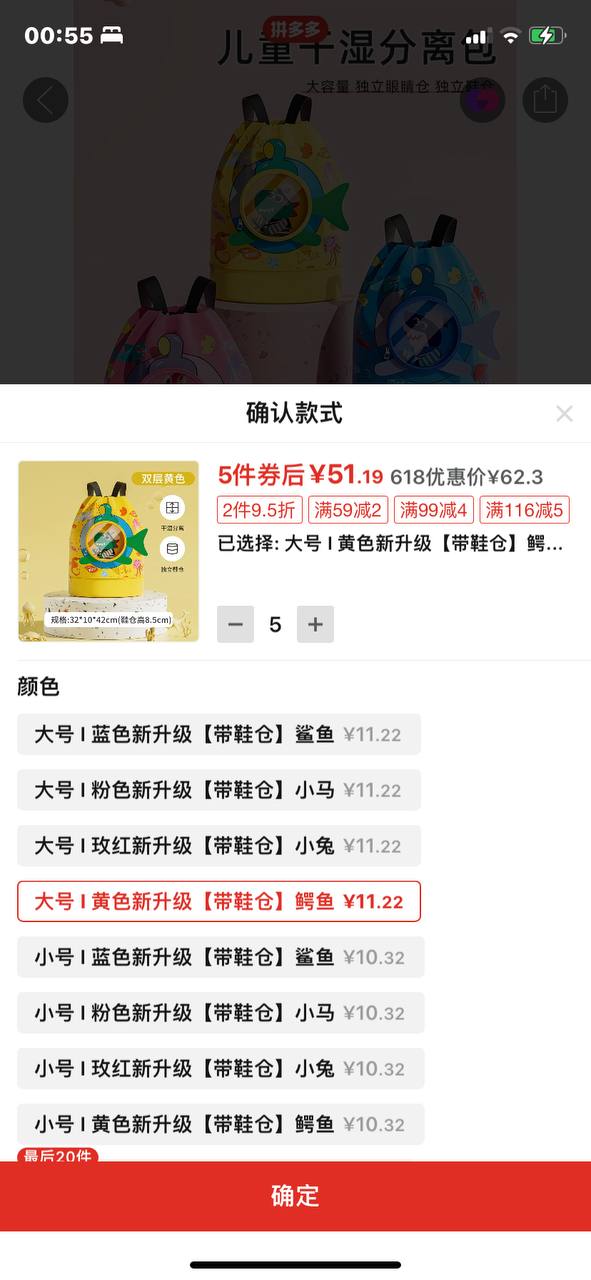 00:55
拼多多
儿童干湿分离包
大容量 独立眼睛仓 独立鞋仓
确认款式
双层黄色
干湿分离
独立鞋仓
规格:32*10*42cm(鞋仓高8.5cm)
5件券后¥51.19 618优惠价¥62.3
2件9.5折 满59减2 满99减4 满116减5
已选择: 大号 I 黄色新升级【带鞋仓】鳄...
5
颜色
大号 I 蓝色新升级【带鞋仓】鲨鱼 ¥11.22
大号 I 粉色新升级【带鞋仓】小马 ¥11.22
大号 I 玫红新升级【带鞋仓】小兔 ¥11.22
大号 I 黄色新升级【带鞋仓】鳄鱼 ¥11.22
小号 I 蓝色新升级【带鞋仓】鲨鱼 ¥10.32
小号 I 粉色新升级【带鞋仓】小马 ¥10.32
小号 I 玫红新升级【带鞋仓】小兔 ¥10.32
小号 I 黄色新升级【带鞋仓】鳄鱼 ¥10.32
最后20件
确定